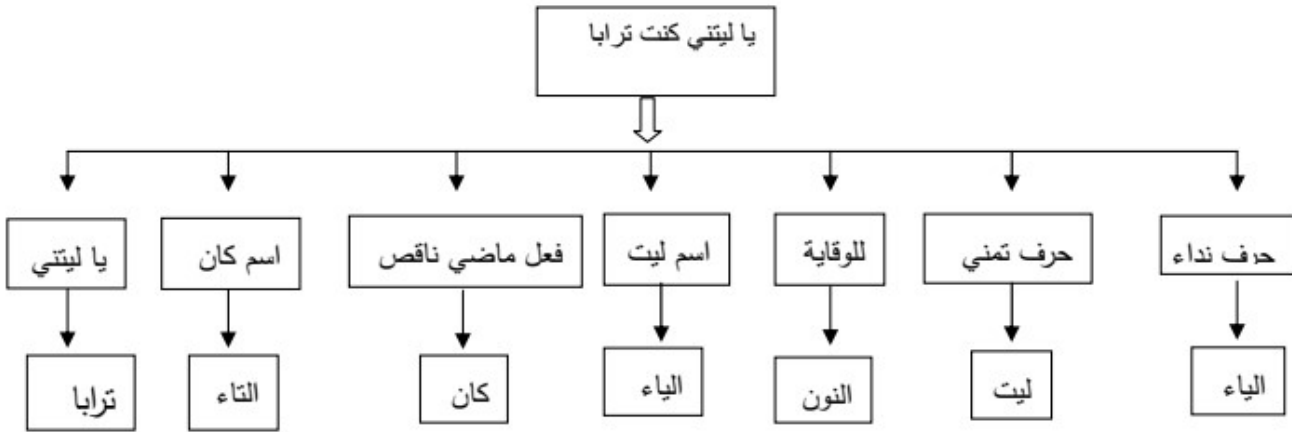 يا ليتني كنت ترابا
حرف نداء
حرف تمني
للوقاية
اسم ليت
فعل ماضي ناقص
اسم كان
يا ليتني
الياء
ليت
النون
الياء
كان
التاء
ترابا